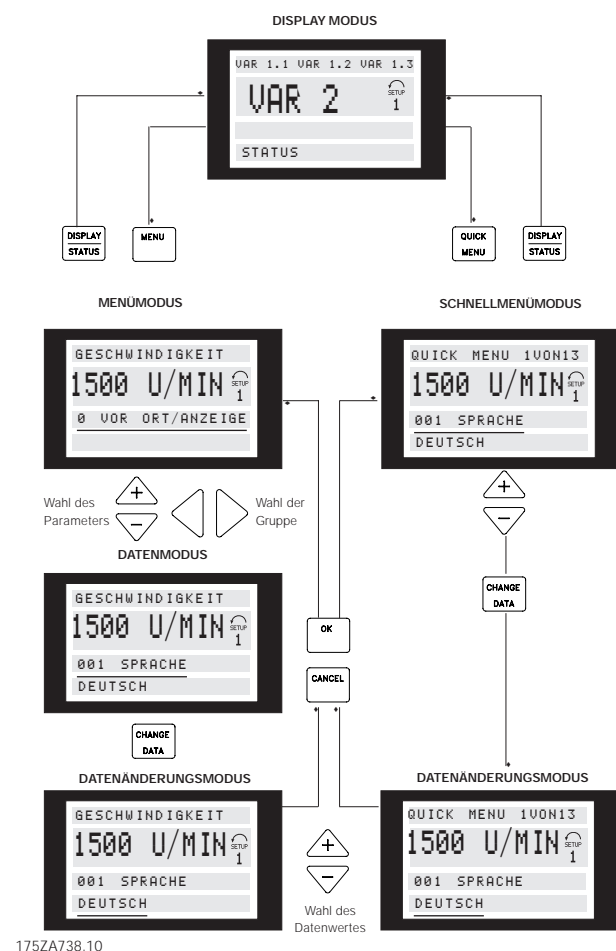 DISPLAY MODUS
VAR 1.1 VAR 1.2 VAR 1.3
VAR 2
SETUP
1
STATUS
DISPLAY
STATUS
MENU
QUICK
MENU
DISPLAY
STATUS
MENÜMODUS
GESCHWINDIGKEIT
1500 U/MIN
SETUP
1
0 VOR ORT/ANZEIGE
Wahl des
Parameters
+
−
Wahl der
Gruppe
DATENMODUS
GESCHWINDIGKEIT
1500 U/MIN
SETUP
1
001 SPRACHE
DEUTSCH
CHANGE
DATA
DATENÄNDERUNGSMODUS
GESCHWINDIGKEIT
1500 U/MIN
SETUP
1
001 SPRACHE
DEUTSCH
OK
CANCEL
+
−
Wahl des
Datenwertes
SCHNELLMENÜMODUS
QUICK MENU 1VON13
1500 U/MIN
SETUP
1
001 SPRACHE
DEUTSCH
+
−
CHANGE
DATA
DATENÄNDERUNGSMODUS
QUICK MENU 1VON13
1500 U/MIN
SETUP
1
001 SPRACHE
DEUTSCH
175ZA738.10